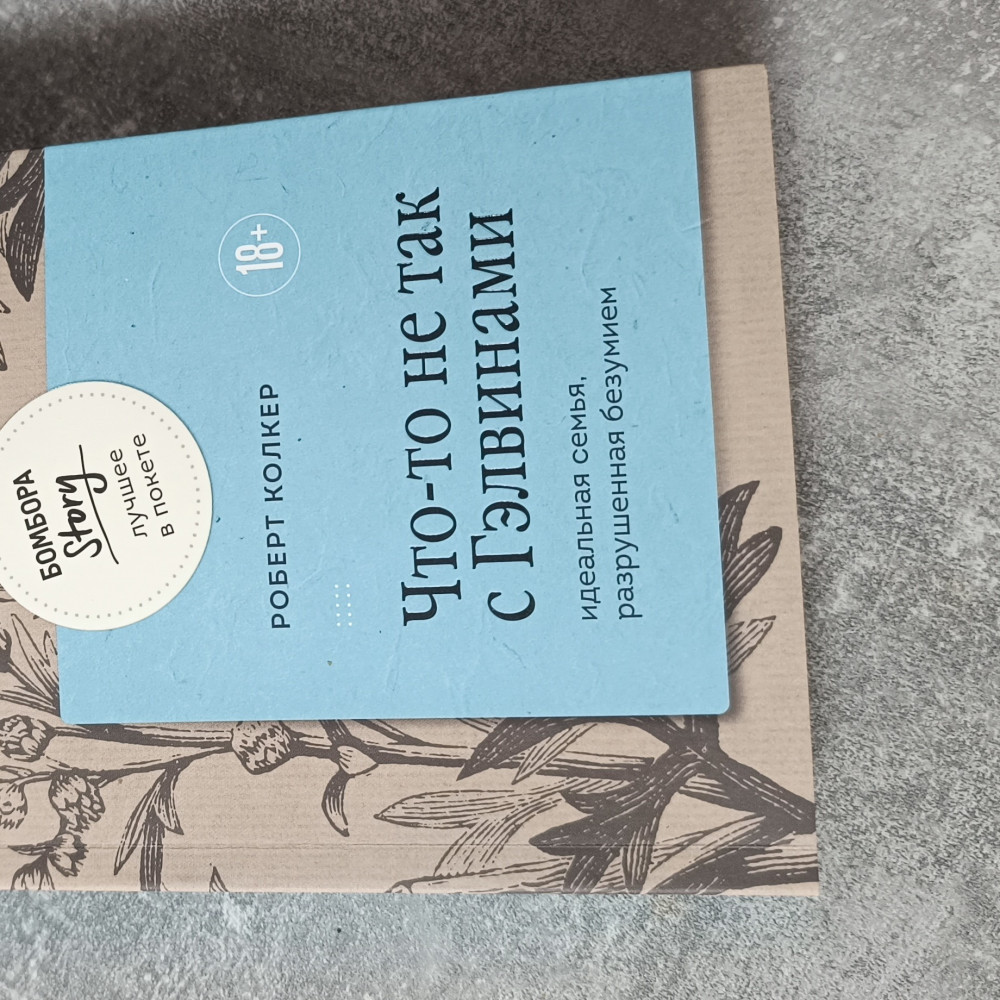 БОМБОРА
Story
лучшее
в покете
18+
РОБЕРТ КОЛКЕР
Что-то не так
с Гэлвинами
идеальная семья,
разрушенная безумием